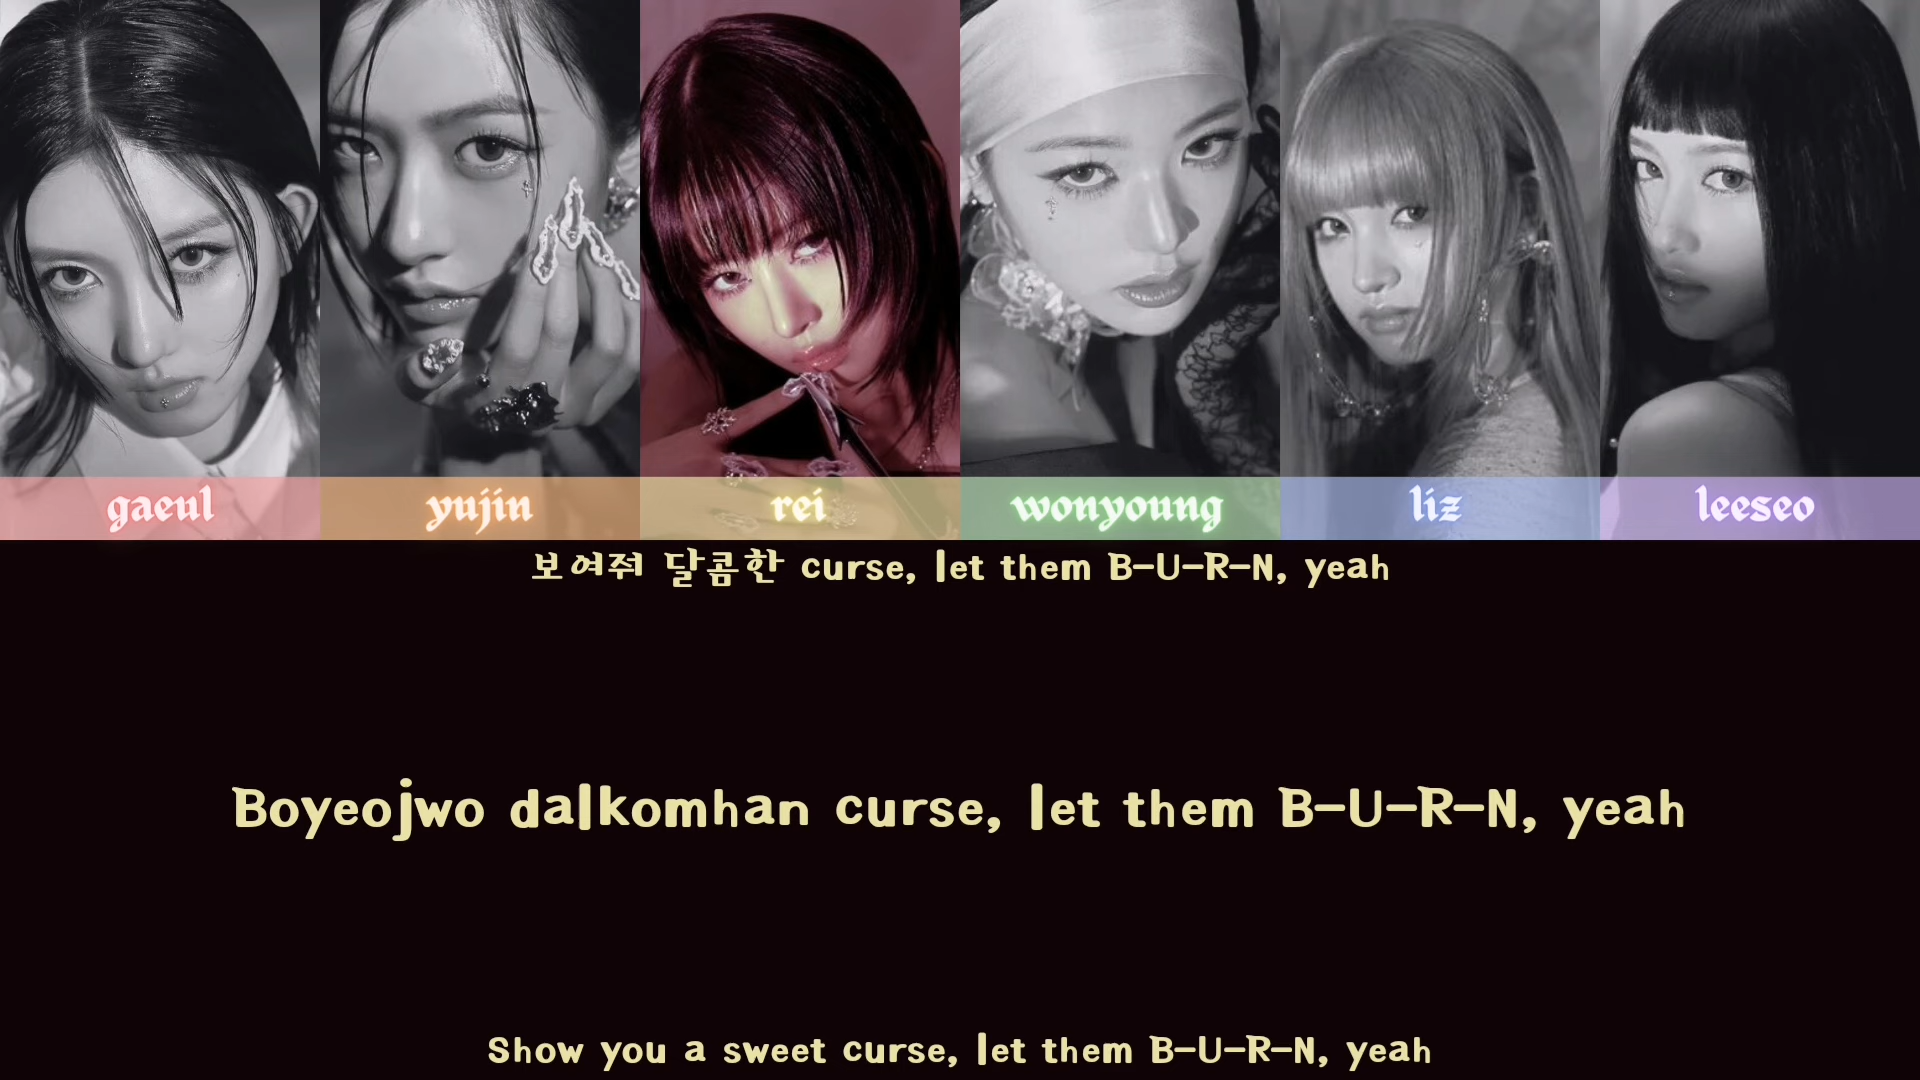 gaeul yujin rei wonyoung liz leeseo
보여줘 달콤한 curse, let them B-U-R-N, yeah
Boyeojwo dalkomhan curse, let them B-U-R-N, yeah
Show you a sweet curse, let them B-U-R-N, yeah